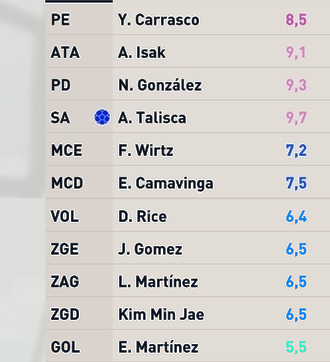 PE Y. Carrasco 8,5
ATA A. Isak 9,1
PD N. González 9,3
SA A. Talisca 9,7
MCE F. Wirtz 7,2
MCD E. Camavinga 7,5
VOL D. Rice 6,4
ZGE J. Gomez 6,5
ZAG L. Martínez 6,5
ZGD Kim Min Jae 6,5
GOL E. Martínez 5,5